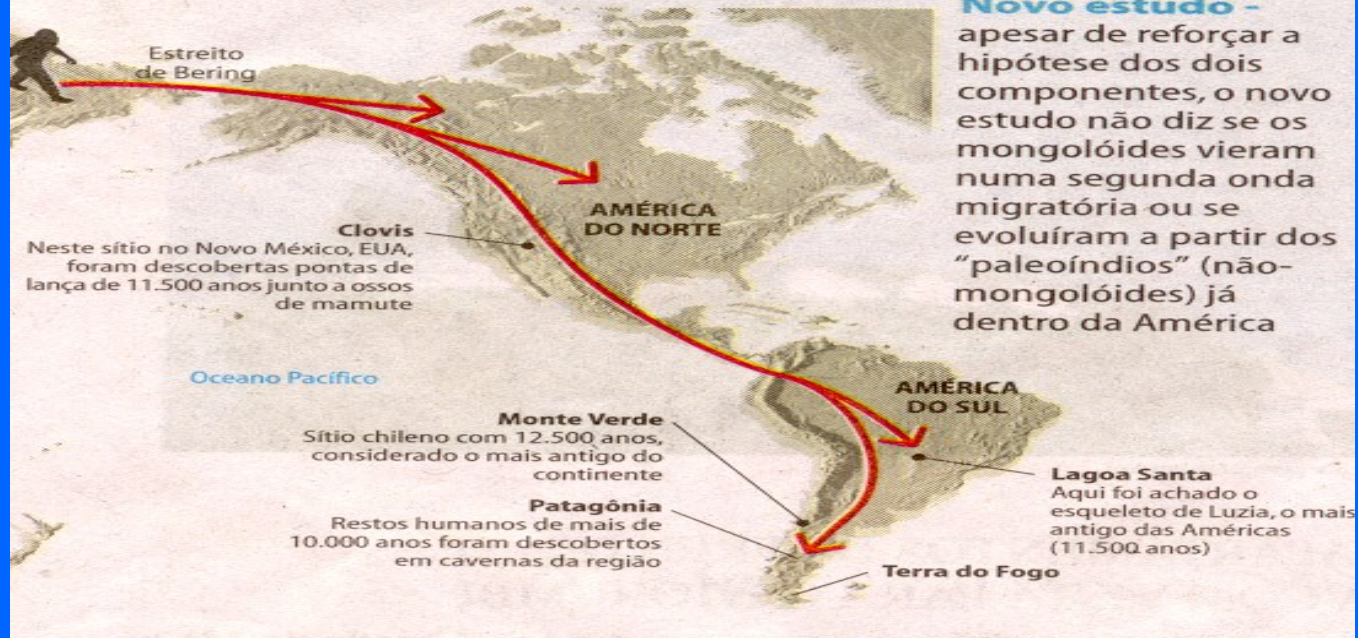 Novo estudo -
apesar de reforçar a
hipótese dos dois
componentes, o novo
estudo não diz se os
mongolóides vieram
numa segunda onda
migratória ou se
evoluíram a partir dos
“paleoíndios” (não-
mongolóides) já
dentro da América
Estreito
de Bering
AMÉRICA
DO NORTE
Clovis
Neste sítio no Novo México, EUA,
foram descobertas pontas de
lança de 11.500 anos junto a ossos
de mamute
Oceano Pacífico
AMÉRICA
DO SUL
Monte Verde
Sítio chileno com 12.500 anos,
considerado o mais antigo do
continente
Patagônia
Restos humanos de mais de
10.000 anos foram descobertos
em cavernas da região
Lagoa Santa
Aqui foi achado o
esqueleto de Luzia, o mais
antigo das Américas
(11.500 anos)
Terra do Fogo